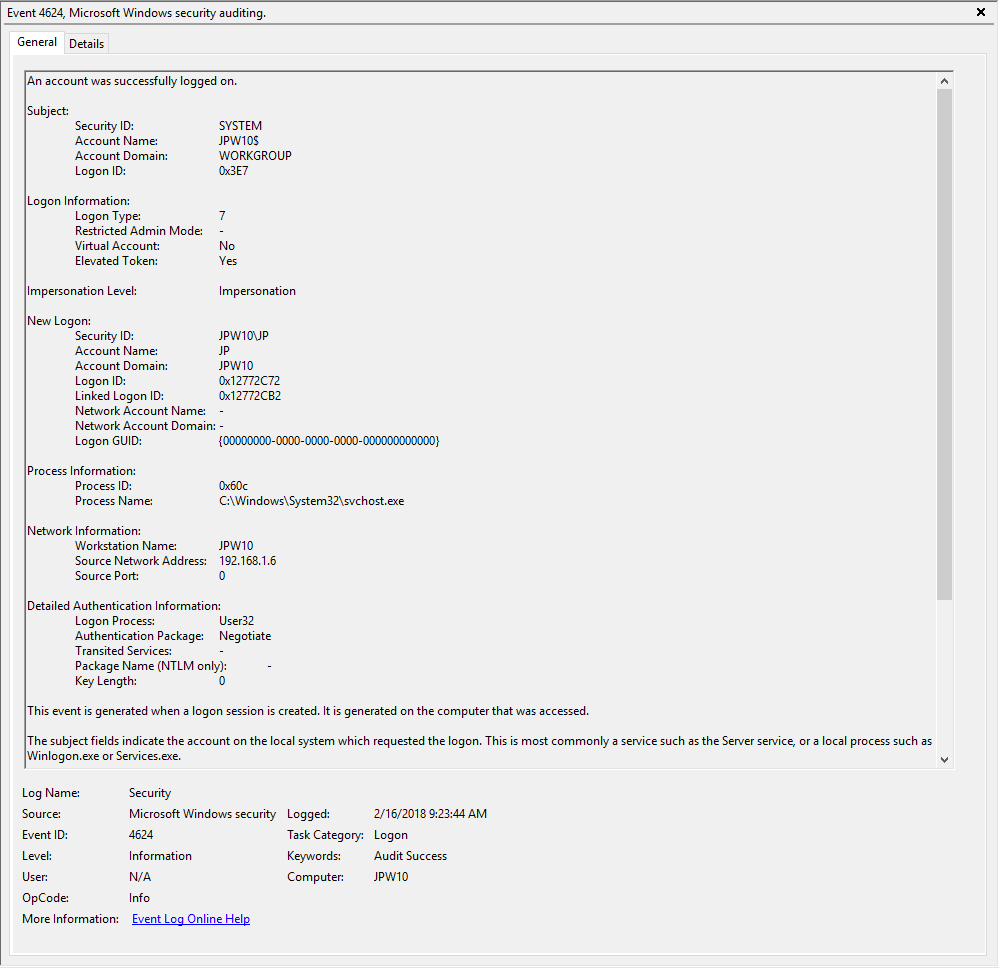 Event 4624, Microsoft Windows security auditing.
General Details
An account was successfully logged on.
Subject:
Security ID: SYSTEM
Account Name: JPW10$
Account Domain: WORKGROUP
Logon ID: 0x3E7
Logon Information:
Logon Type: 7
Restricted Admin Mode: -
Virtual Account: No
Elevated Token: Yes
Impersonation Level: Impersonation
New Logon:
Security ID: JPW10\JP
Account Name: JP
Account Domain: JPW10
Logon ID: 0x12772C72
Linked Logon ID: 0x12772CB2
Network Account Name: -
Network Account Domain: -
Logon GUID: {00000000-0000-0000-0000-000000000000}
Process Information:
Process ID: 0x60c
Process Name: C:\Windows\System32\svchost.exe
Network Information:
Workstation Name: JPW10
Source Network Address: 192.168.1.6
Source Port: 0
Detailed Authentication Information:
Logon Process: User32
Authentication Package: Negotiate
Transited Services: -
Package Name (NTLM only): -
Key Length: 0
This event is generated when a logon session is created. It is generated on the computer that was accessed.
The subject fields indicate the account on the local system which requested the logon. This is most commonly a service such as the Server service, or a local process such as
Winlogon.exe or Services.exe.
Log Name: Security
Source: Microsoft Windows security Logged: 2/16/2018 9:23:44 AM
Event ID: 4624 Task Category: Logon
Level: Information Keywords: Audit Success
User: N/A Computer: JPW10
OpCode: Info
More Information: Event Log Online Help